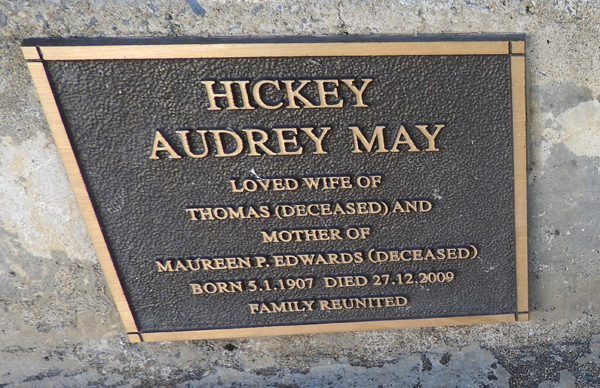 HICKEY
AUDREY MAY
LOVED WIFE OF
THOMAS (DECEASED) AND
MOTHER OF
MAUREEN P. EDWARDS (DECEASED)
BORN 5.1.1907 DIED 27.12.2009
FAMILY REUNITED